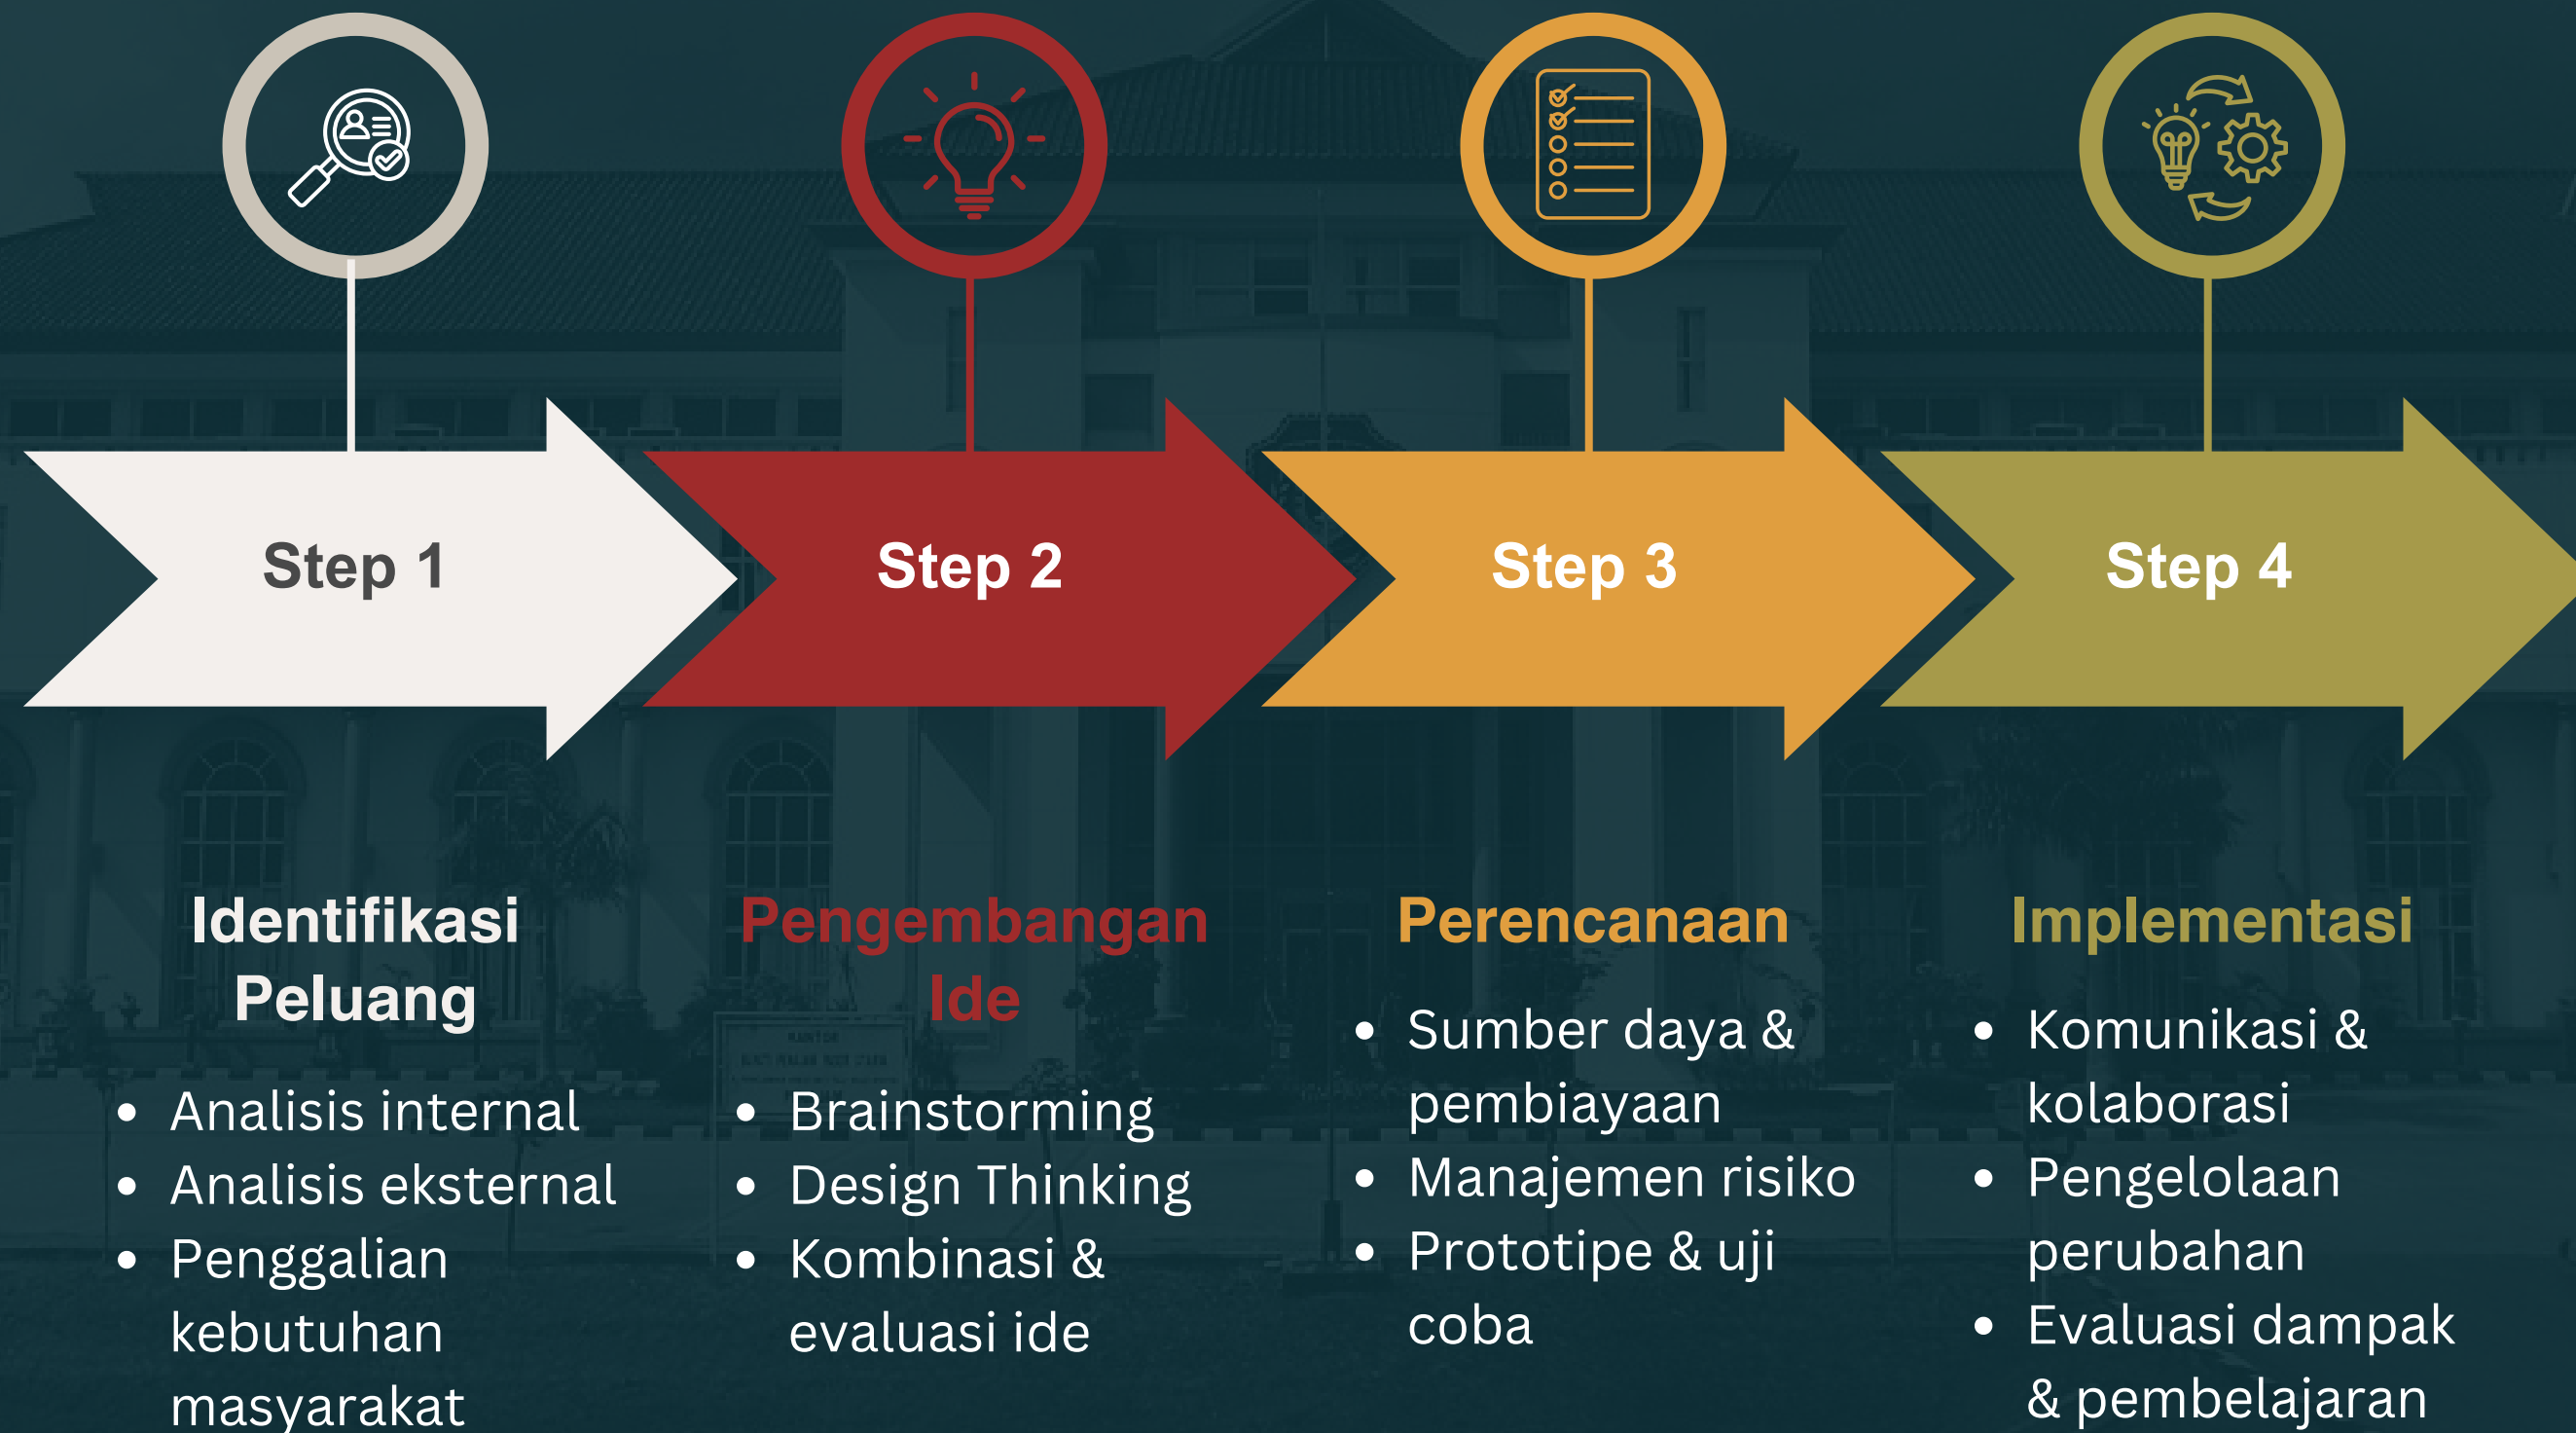 Step 1
Step 2
Step 3
Step 4
Identifikasi
Peluang
• Analisis internal
• Analisis eksternal
• Penggalian
kebutuhan
masyarakat
Pengembangan
Ide
• Brainstorming
• Design Thinking
• Kombinasi &
evaluasi ide
Perencanaan
• Sumber daya &
pembiayaan
• Manajemen risiko
• Prototipe & uji
coba
Implementasi
• Komunikasi &
kolaborasi
• Pengelolaan
perubahan
• Evaluasi dampak
& pembelajaran
KANTOR